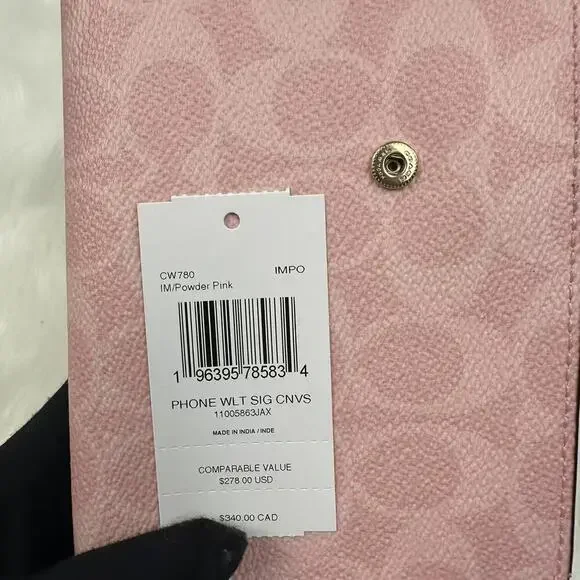 COACH
CW780 IMPO
IM/Powder Pink
1 96395 78583 4
PHONE WLT SIG CNVS
11005863JAX
MADE IN INDIA / INDE
COMPARABLE VALUE
$278.00 USD
$340.00 CAD